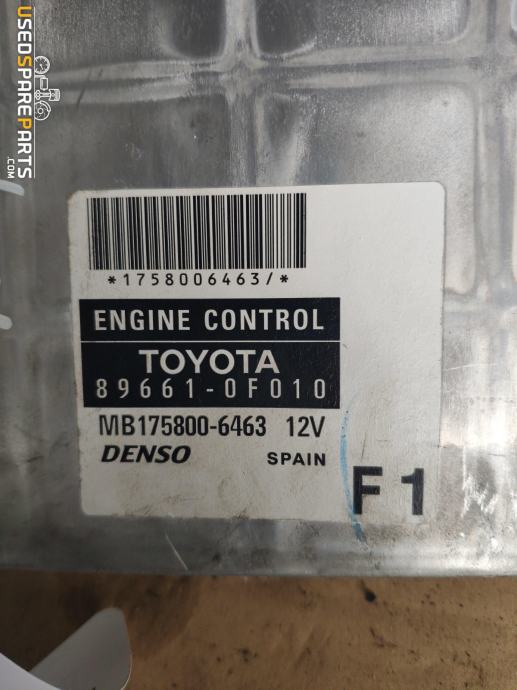 USEDSPAREPARTS
.COM
*1758006463/*
ENGINE CONTROL
TOYOTA
89661-0F010
MB175800-6463 12V
DENSO SPAIN
F1